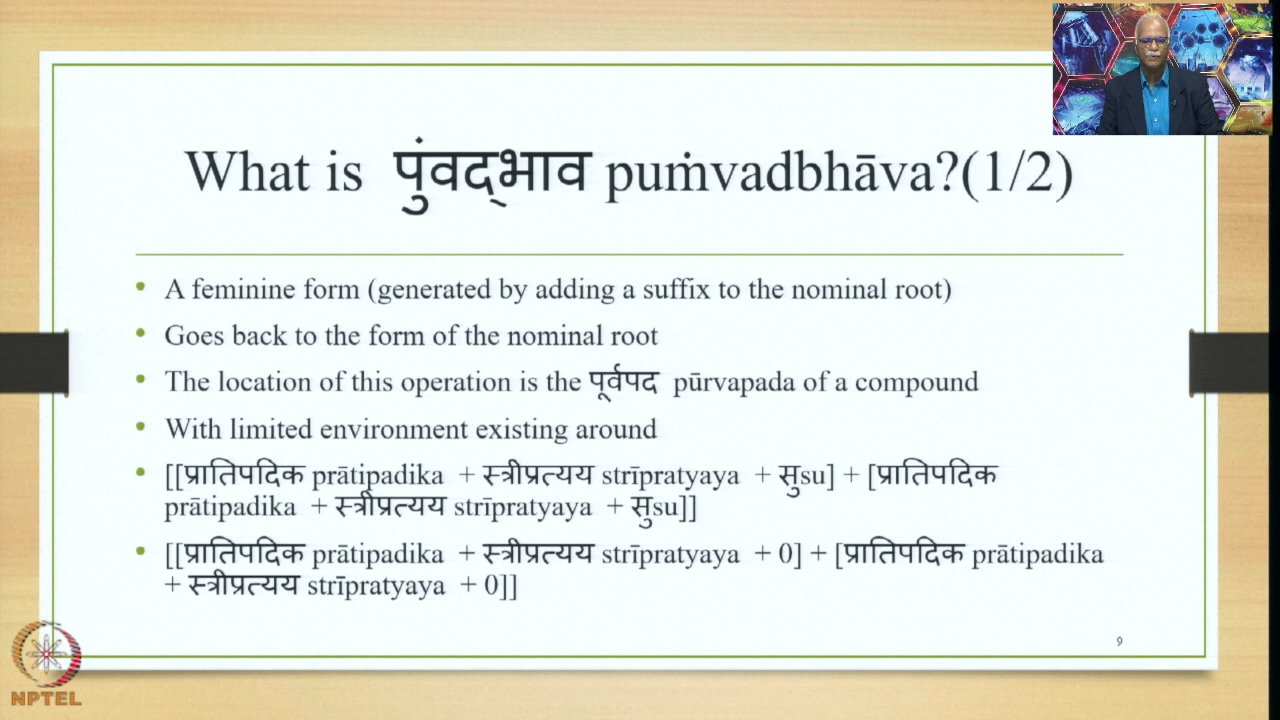 What is पुंवद्भाव puṁvadbhāva?(1/2)
• A feminine form (generated by adding a suffix to the nominal root)
• Goes back to the form of the nominal root
• The location of this operation is the पूर्वपद pūrvapada of a compound
• With limited environment existing around
• [[प्रातिपदिक prātipadika + स्त्रीप्रत्यय strīpratyaya + सुsu] + [प्रातिपदिक
prātipadika + स्त्रीप्रत्यय strīpratyaya + सुsu]]
• [[प्रातिपदिक prātipadika + स्त्रीप्रत्यय strīpratyaya + 0] + [प्रातिपदिक prātipadika
+ स्त्रीप्रत्यय strīpratyaya + 0]]
9
NPTEL